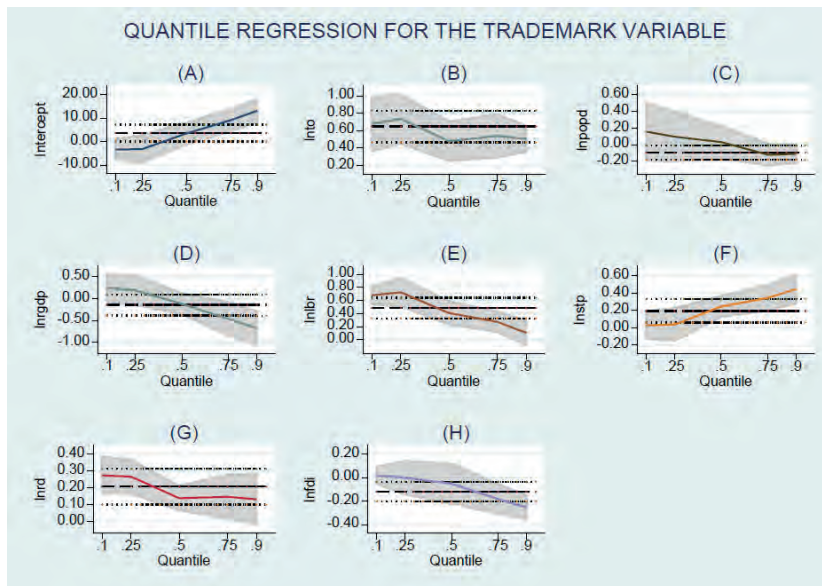 QUANTILE REGRESSION FOR THE TRADEMARK VARIABLE
(A)
Intercept
20.00
10.00
0.00
-10.00
.1 .25 .5 .75 .9
Quantile
(B)
lnto
1.00
0.80
0.60
0.40
0.20
.1 .25 .5 .75 .9
Quantile
(C)
lnpopd
0.60
0.40
0.20
0.00
-0.20
.1 .25 .5 .75 .9
Quantile
(D)
lnrgdp
0.50
0.00
-0.50
-1.00
.1 .25 .5 .75 .9
Quantile
(E)
lnlbr
1.00
0.80
0.60
0.40
0.20
0.00
.1 .25 .5 .75 .9
Quantile
(F)
lnstp
0.60
0.40
0.20
0.00
-0.20
.1 .25 .5 .75 .9
Quantile
(G)
lnrd
0.40
0.30
0.20
0.10
0.00
.1 .25 .5 .75 .9
Quantile
(H)
lnfdi
0.20
0.00
-0.20
-0.40
.1 .25 .5 .75 .9
Quantile